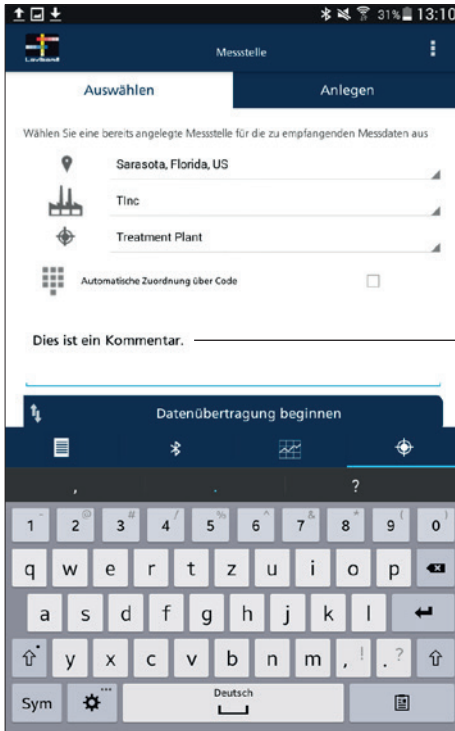 31% 13:10
Lovibond
Messstelle
Auswählen Anlegen
Wählen Sie eine bereits angelegte Messstelle für die zu empfangenden Messdaten aus
Sarasota, Florida, US
TInc
Treatment Plant
Automatische Zuordnung über Code
Dies ist ein Kommentar.
Datenübertragung beginnen
, . ?
1 - 2 @ 3 # 4 / 5 % 6 ^ 7 & 8 * 9 ( 0 )
q w e r t z u i o p
a s d f g h j k l
y x c v b n m , ! . ?
Sym Deutsch